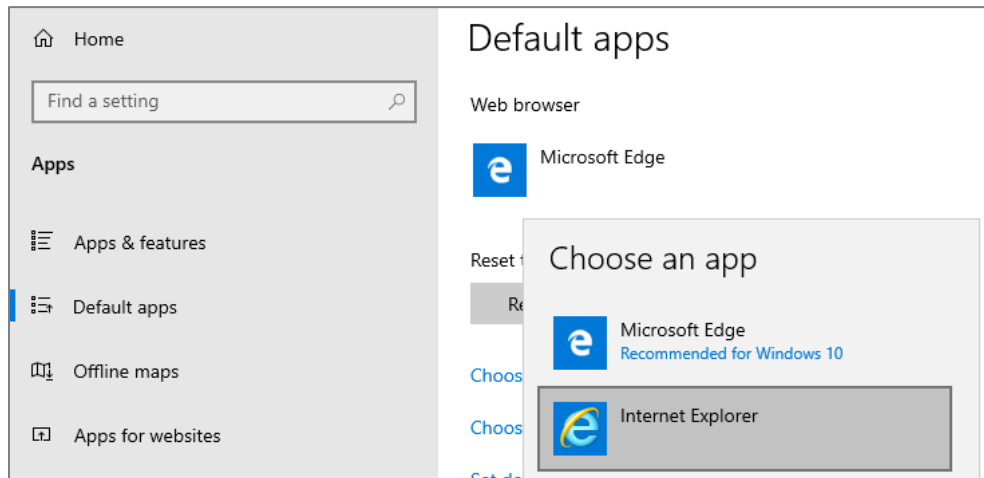 Home
Find a setting
Apps
Apps & features
Default apps
Offline maps
Apps for websites
Default apps
Web browser
Microsoft Edge
Reset
Choose an app
Microsoft Edge
Recommended for Windows 10
Internet Explorer